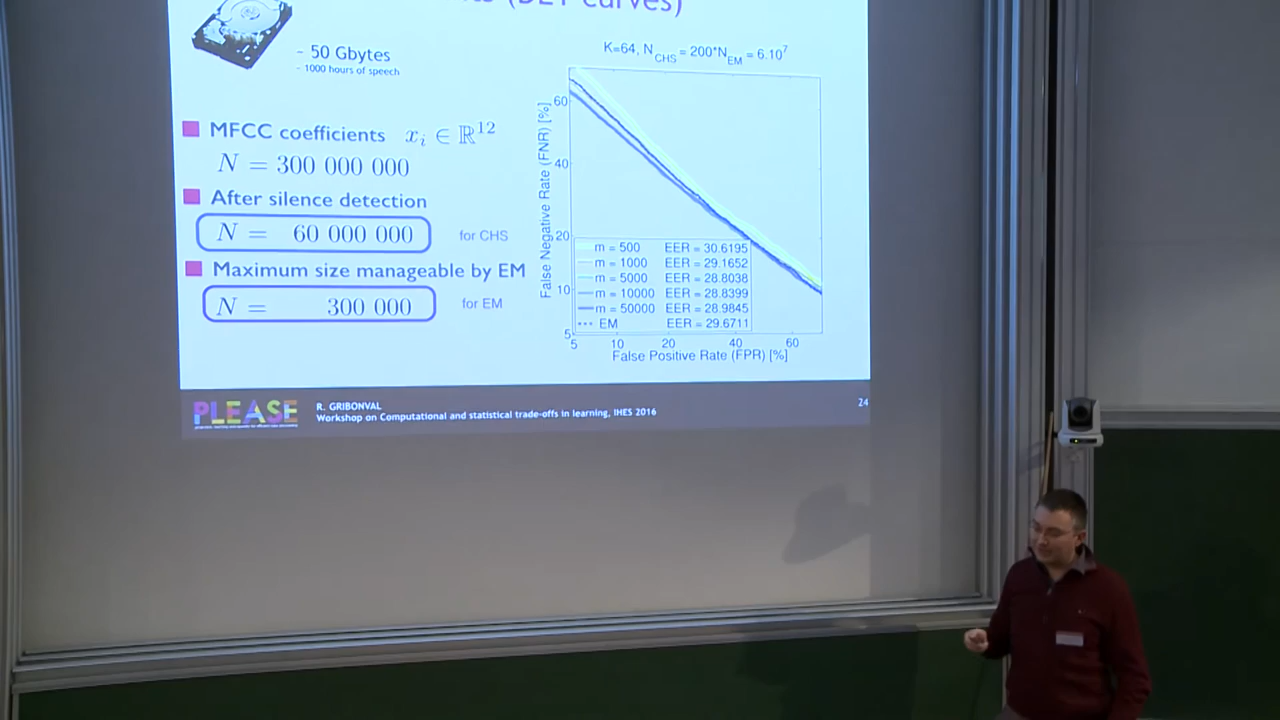 (DET curves)
~ 50 Gbytes
~ 1000 hours of speech
MFCC coefficients x_i ∈ ℝ^12
N = 300 000 000
After silence detection
N = 60 000 000 for CHS
Maximum size manageable by EM
N = 300 000 for EM
K=64, N_CHS = 200*N_EM = 6.10^7
False Negative Rate (FNR) [%]
60
40
20
10
5
m = 500 EER = 30.6195
m = 1000 EER = 29.1652
m = 5000 EER = 28.8038
m = 10000 EER = 28.8399
m = 50000 EER = 28.9845
EM EER = 29.6711
5 10 20 40 60
False Positive Rate (FPR) [%]
PLEASE
R. GRIBONVAL
Workshop on Computational and statistical trade-offs in learning, IHES 2016
24